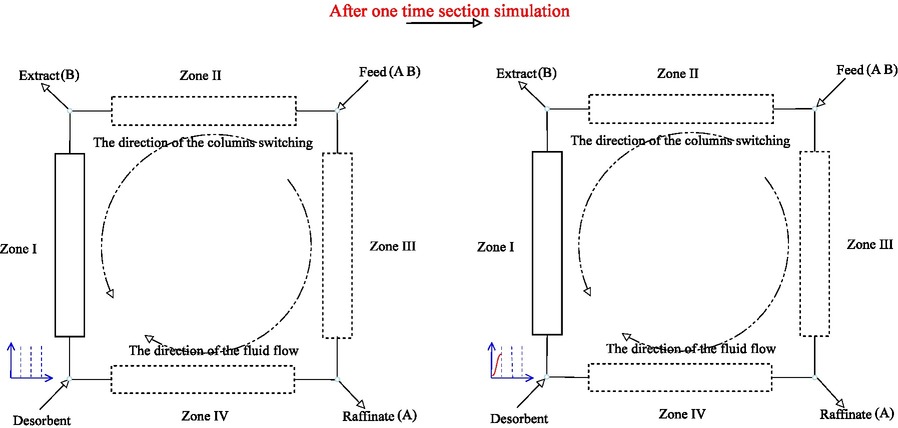 After one time section simulation
Extract(B)
Zone II
Feed (A B)
The direction of the columns switching
Zone I
Zone III
The direction of the fluid flow
Desorbent
Zone IV
Raffinate (A)
Extract(B)
Zone II
Feed (A B)
The direction of the columns switching
Zone I
Zone III
The direction of the fluid flow
Desorbent
Zone IV
Raffinate (A)